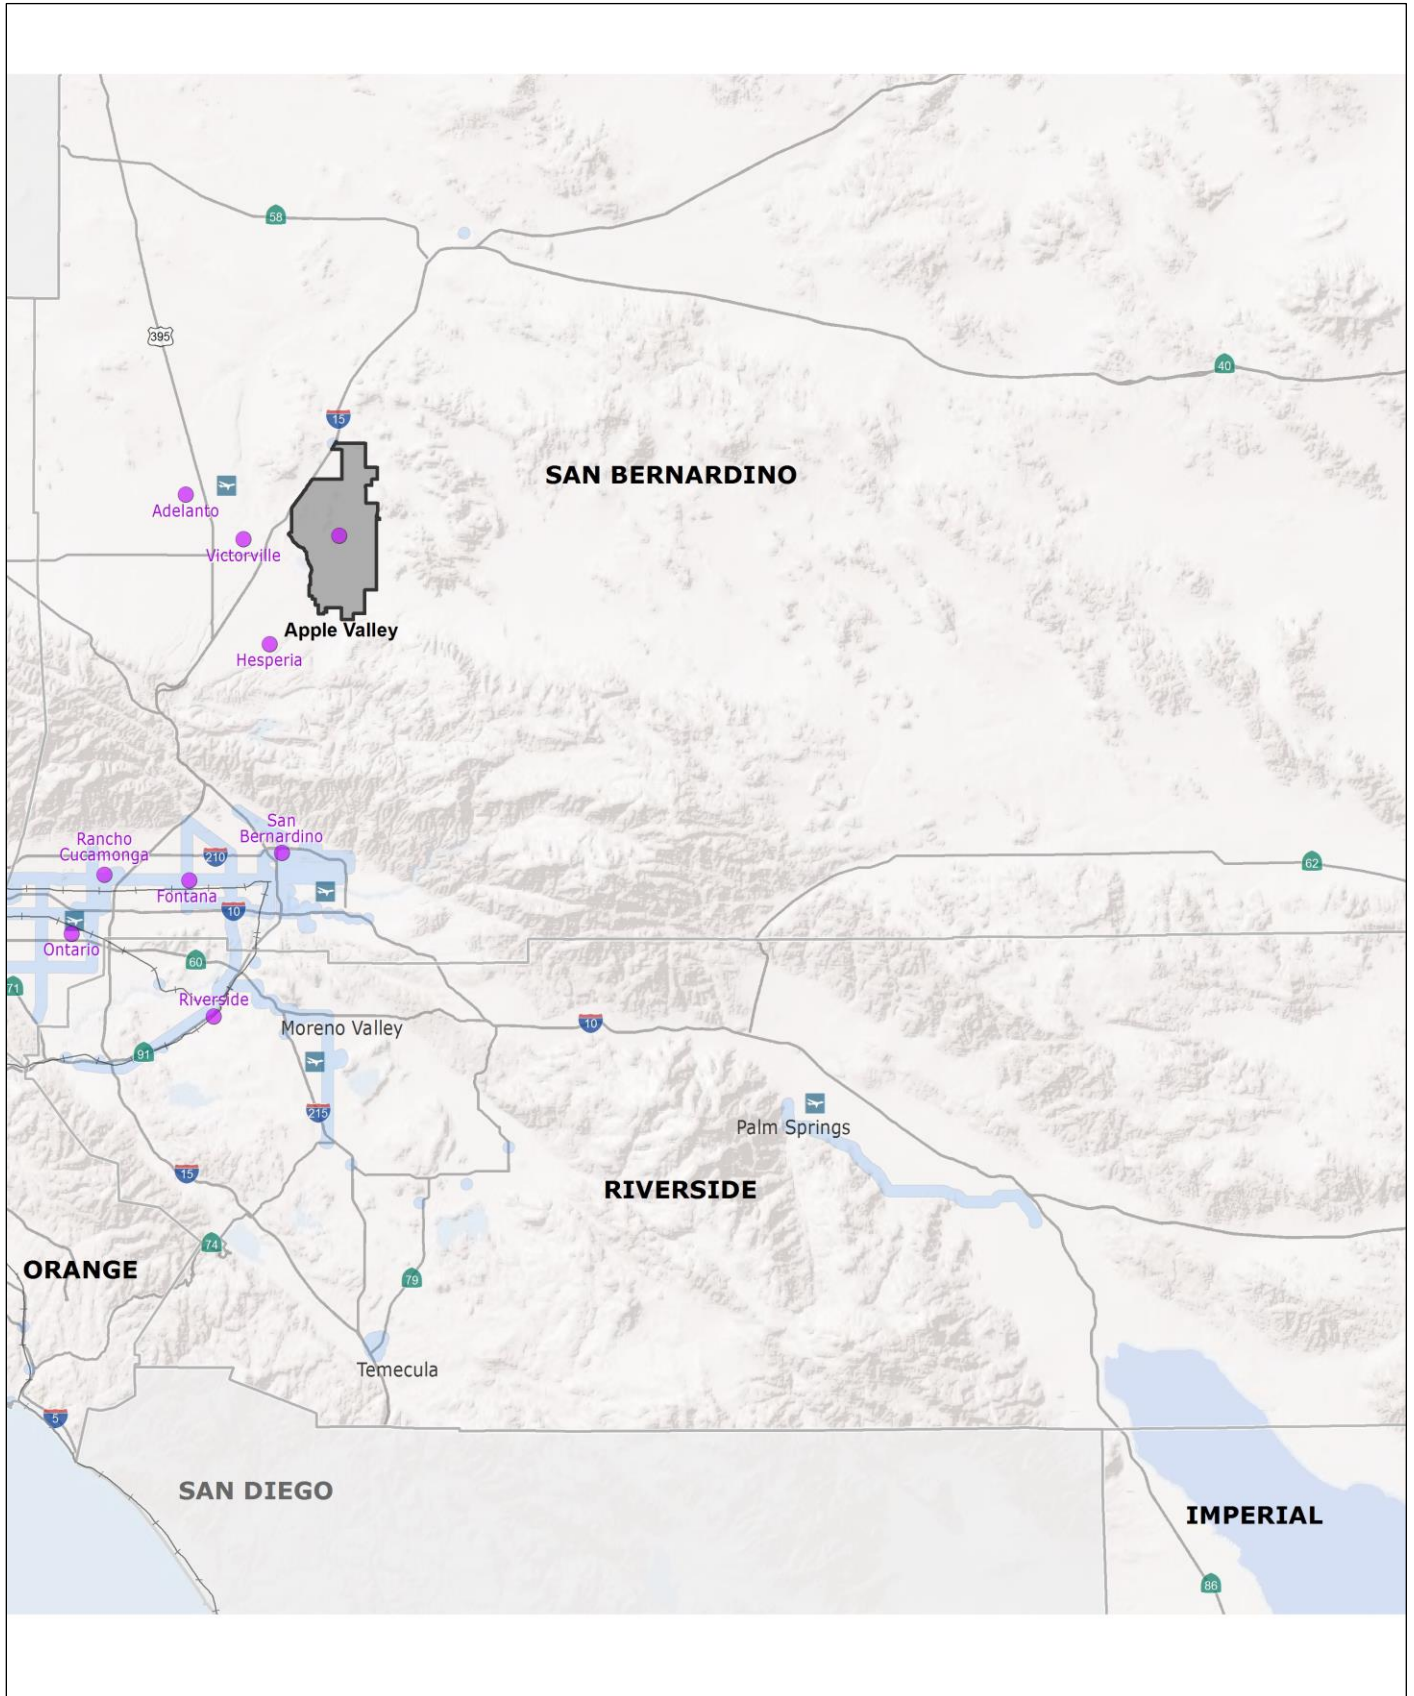 58
395
40
15
SAN BERNARDINO
Adelanto
Victorville
Apple Valley
Hesperia
San
Bernardino
Rancho
Cucamonga
210
62
Fontana
10
Ontario
60
71
Riverside
10
Moreno Valley
91
215
Palm Springs
15
RIVERSIDE
74
ORANGE
79
Temecula
5
SAN DIEGO
IMPERIAL
86